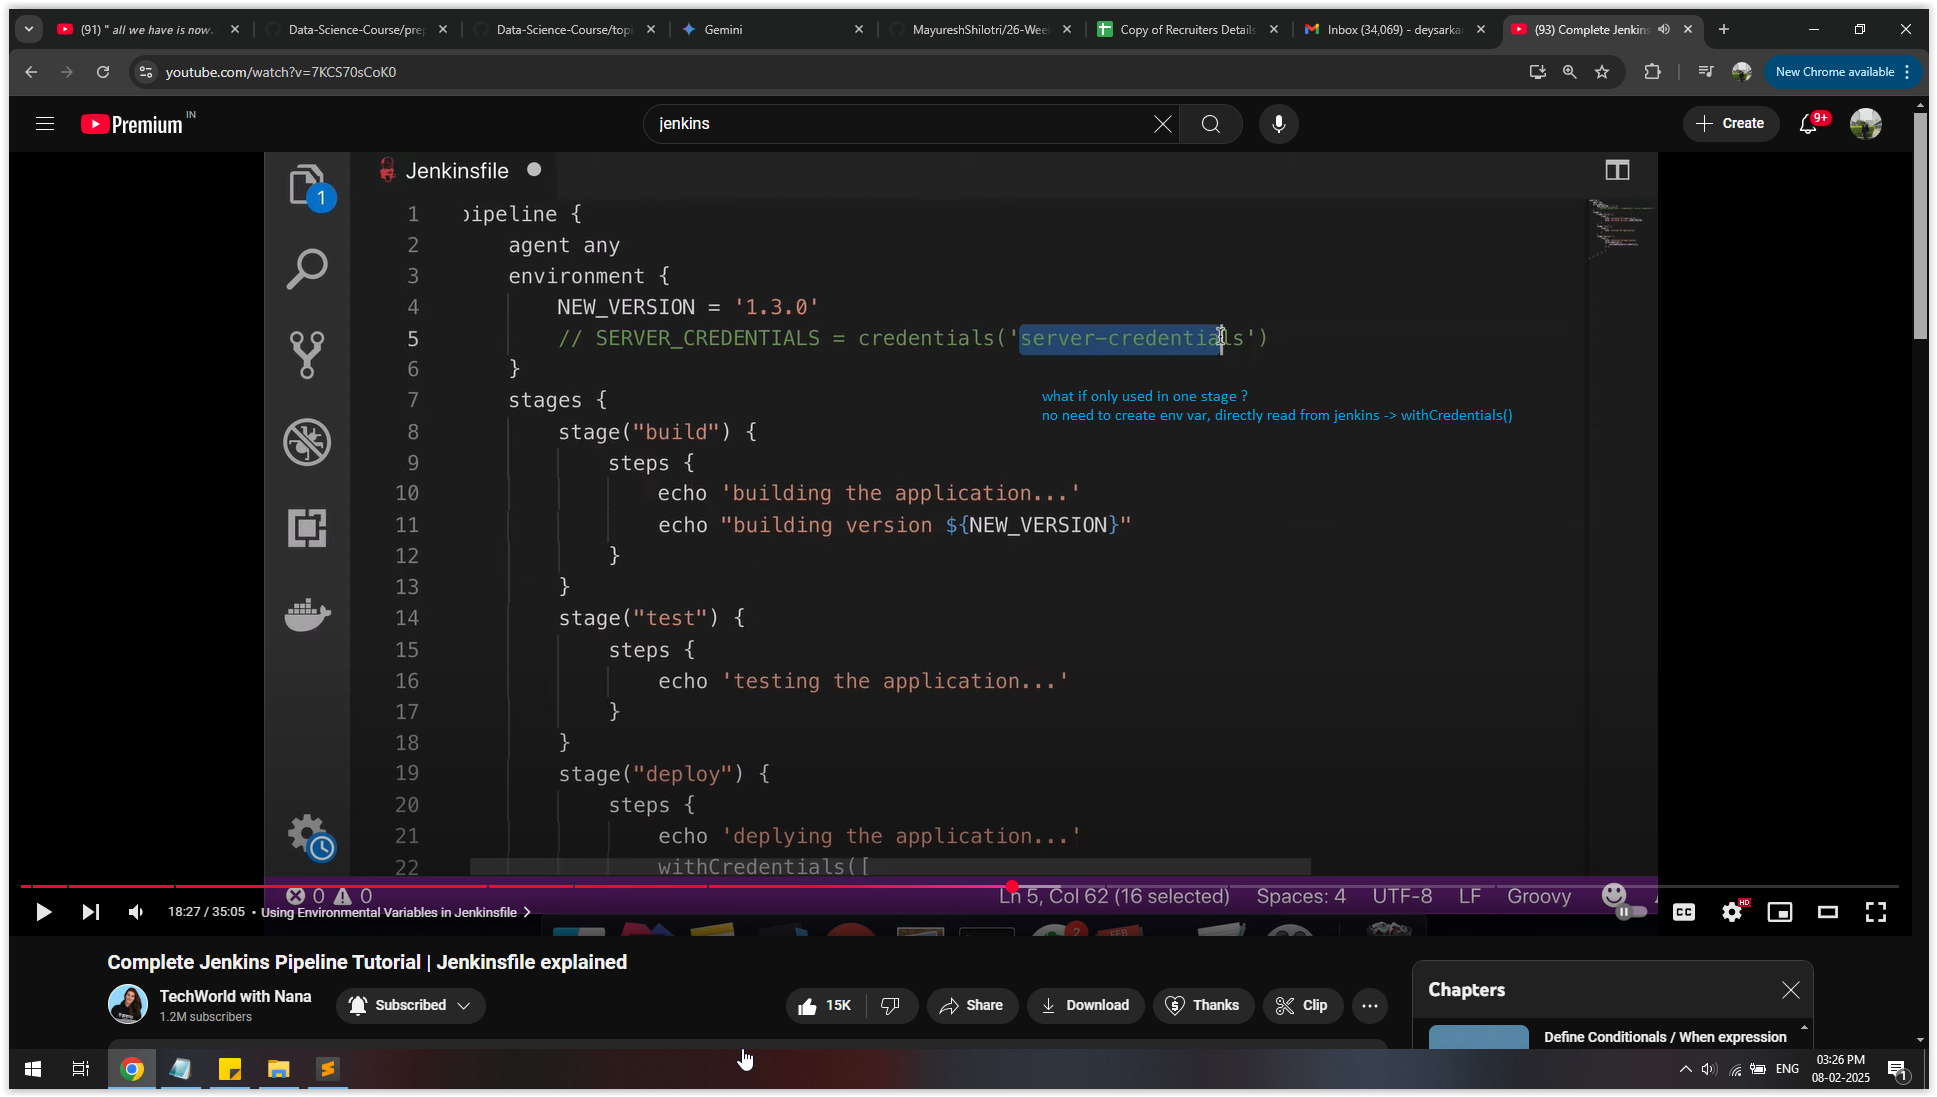 (91) " all we have is now.
Data-Science-Course/pre
Data-Science-Course/top
Gemini
MayureshShilotri/26-Wee
Copy of Recruiters Details
Inbox (34,069) - deysarka
(93) Complete Jenkins
youtube.com/watch?v=7KCS70sCoK0
New Chrome available
Premium IN
jenkins
Create
9+
Jenkinsfile
1
1 pipeline {
2 agent any
3 environment {
4 NEW_VERSION = '1.3.0'
5 // SERVER_CREDENTIALS = credentials('server-credentials')
6 }
what if only used in one stage ?
7 stages {
no need to create env var, directly read from jenkins -> withCredentials()
8 stage("build") {
9 steps {
10 echo 'building the application...'
11 echo "building version ${NEW_VERSION}"
12 }
13 }
14 stage("test") {
15 steps {
16 echo 'testing the application...'
17 }
18 }
19 stage("deploy") {
20 steps {
21 echo 'deplying the application...'
22 withCredentials([
0 0 Ln 5, Col 62 (16 selected) Spaces: 4 UTF-8 LF Groovy
18:27 / 35:05 • Using Environmental Variables in Jenkinsfile
CC
HD
2
FEB
Complete Jenkins Pipeline Tutorial | Jenkinsfile explained
TechWorld with Nana
1.2M subscribers
Subscribed
15K
Share
Download
Thanks
Clip
Chapters
Define Conditionals / When expression
ENG
03:26 PM
08-02-2025
1